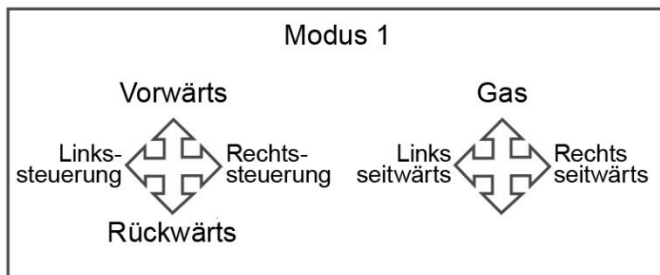 Modus 1
Vorwärts
Links-
steuerung
Rechts-
steuerung
Rückwärts
Gas
Links
seitwärts
Rechts
seitwärts